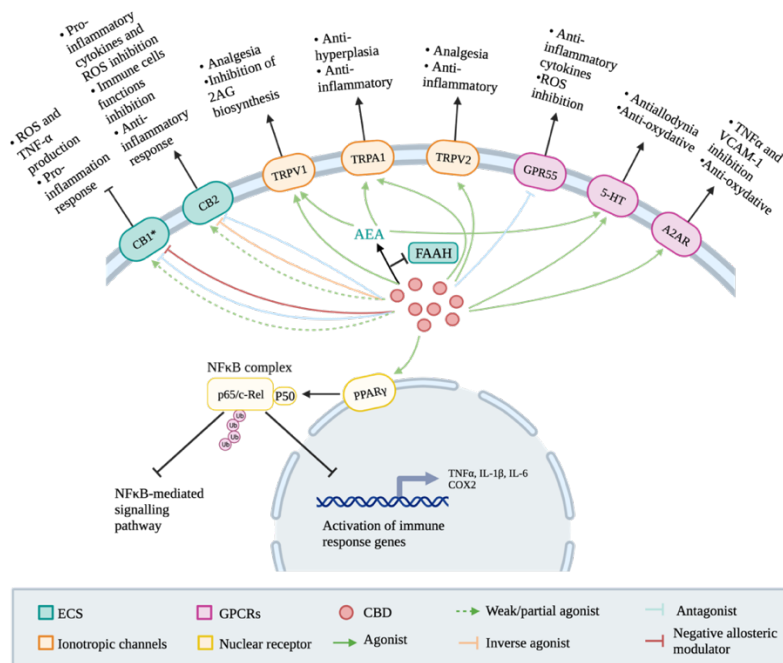 • Pro-
inflammatory
cytokines and
ROS inhibition
• Immune cells
functions
inhibition
• Anti-
inflammatory
response
• ROS and
TNF-α
production
• Pro-
inflammation
response
• Analgesia
•Inhibition of
2AG
biosynthesis
• Anti-
hyperplasia
• Anti-
inflammatory
• Analgesia
• Anti-
inflammatory
• Anti-
inflammatory
cytokines
•ROS
inhibition
•Antiallodynia
•Anti-oxydative
• TNFα and
VCAM-1
inhibition
•Anti-oxydative
CB1*
CB2
TRPV1
TRPA1
TRPV2
GPR55
5-HT
A2AR
AEA
FAAH
NFκB complex
p65/c-Rel
P50
PPARγ
Ub
Ub
Ub
Ub
NFκB-mediated
signalling
pathway
TNFα, IL-1β, IL-6
COX2
Activation of immune
response genes
ECS
GPCRs
CBD
Weak/partial agonist
Antagonist
Ionotropic channels
Nuclear receptor
Agonist
Inverse agonist
Negative allosteric
modulator